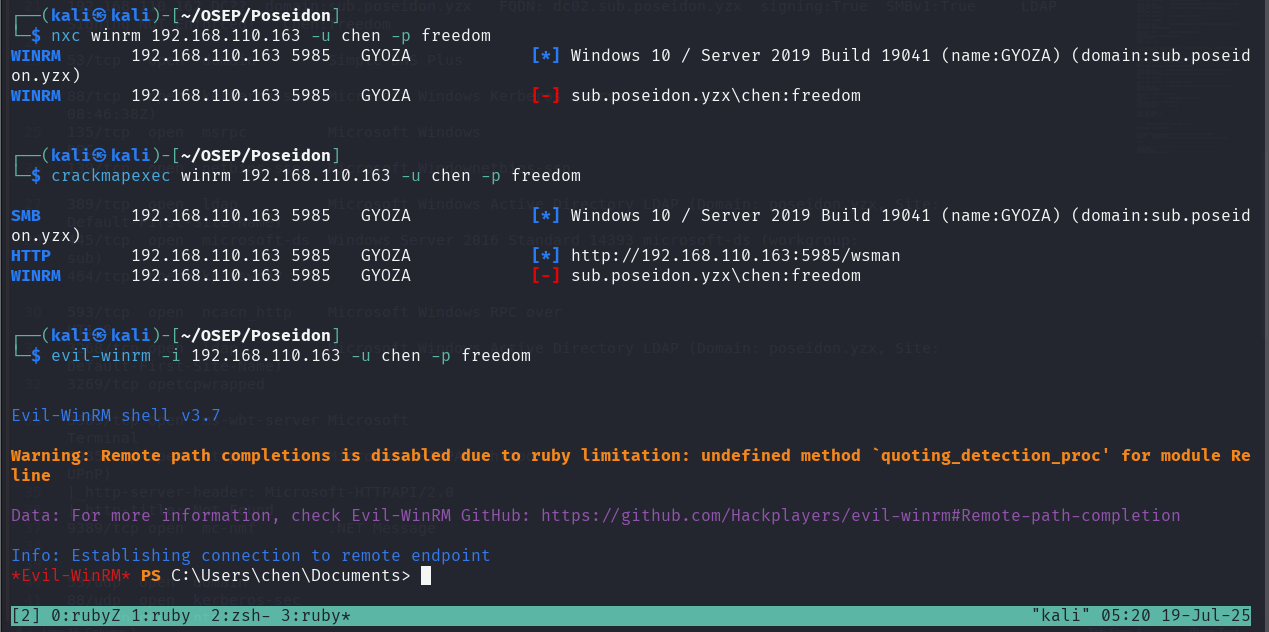 ┌──(kali㉿kali)-[~/OSEP/Poseidon]
└─$ nxc winrm 192.168.110.163 -u chen -p freedom
WINRM 192.168.110.163 5985 GYOZA [*] Windows 10 / Server 2019 Build 19041 (name:GYOZA) (domain:sub.poseid
on.yzx)
WINRM 192.168.110.163 5985 GYOZA [-] sub.poseidon.yzx\chen:freedom
┌──(kali㉿kali)-[~/OSEP/Poseidon]
└─$ crackmapexec winrm 192.168.110.163 -u chen -p freedom
SMB 192.168.110.163 5985 GYOZA [*] Windows 10 / Server 2019 Build 19041 (name:GYOZA) (domain:sub.poseid
on.yzx)
HTTP 192.168.110.163 5985 GYOZA [*] http://192.168.110.163:5985/wsman
WINRM 192.168.110.163 5985 GYOZA [-] sub.poseidon.yzx\chen:freedom
┌──(kali㉿kali)-[~/OSEP/Poseidon]
└─$ evil-winrm -i 192.168.110.163 -u chen -p freedom
Evil-WinRM shell v3.7
Warning: Remote path completions is disabled due to ruby limitation: undefined method `quoting_detection_proc' for module Re
line
Data: For more information, check Evil-WinRM GitHub: https://github.com/Hackplayers/evil-winrm#Remote-path-completion
Info: Establishing connection to remote endpoint
*Evil-WinRM* PS C:\Users\chen\Documents>
[2] 0:rubyZ 1:ruby 2:zsh- 3:ruby* "kali" 05:20 19-Jul-25